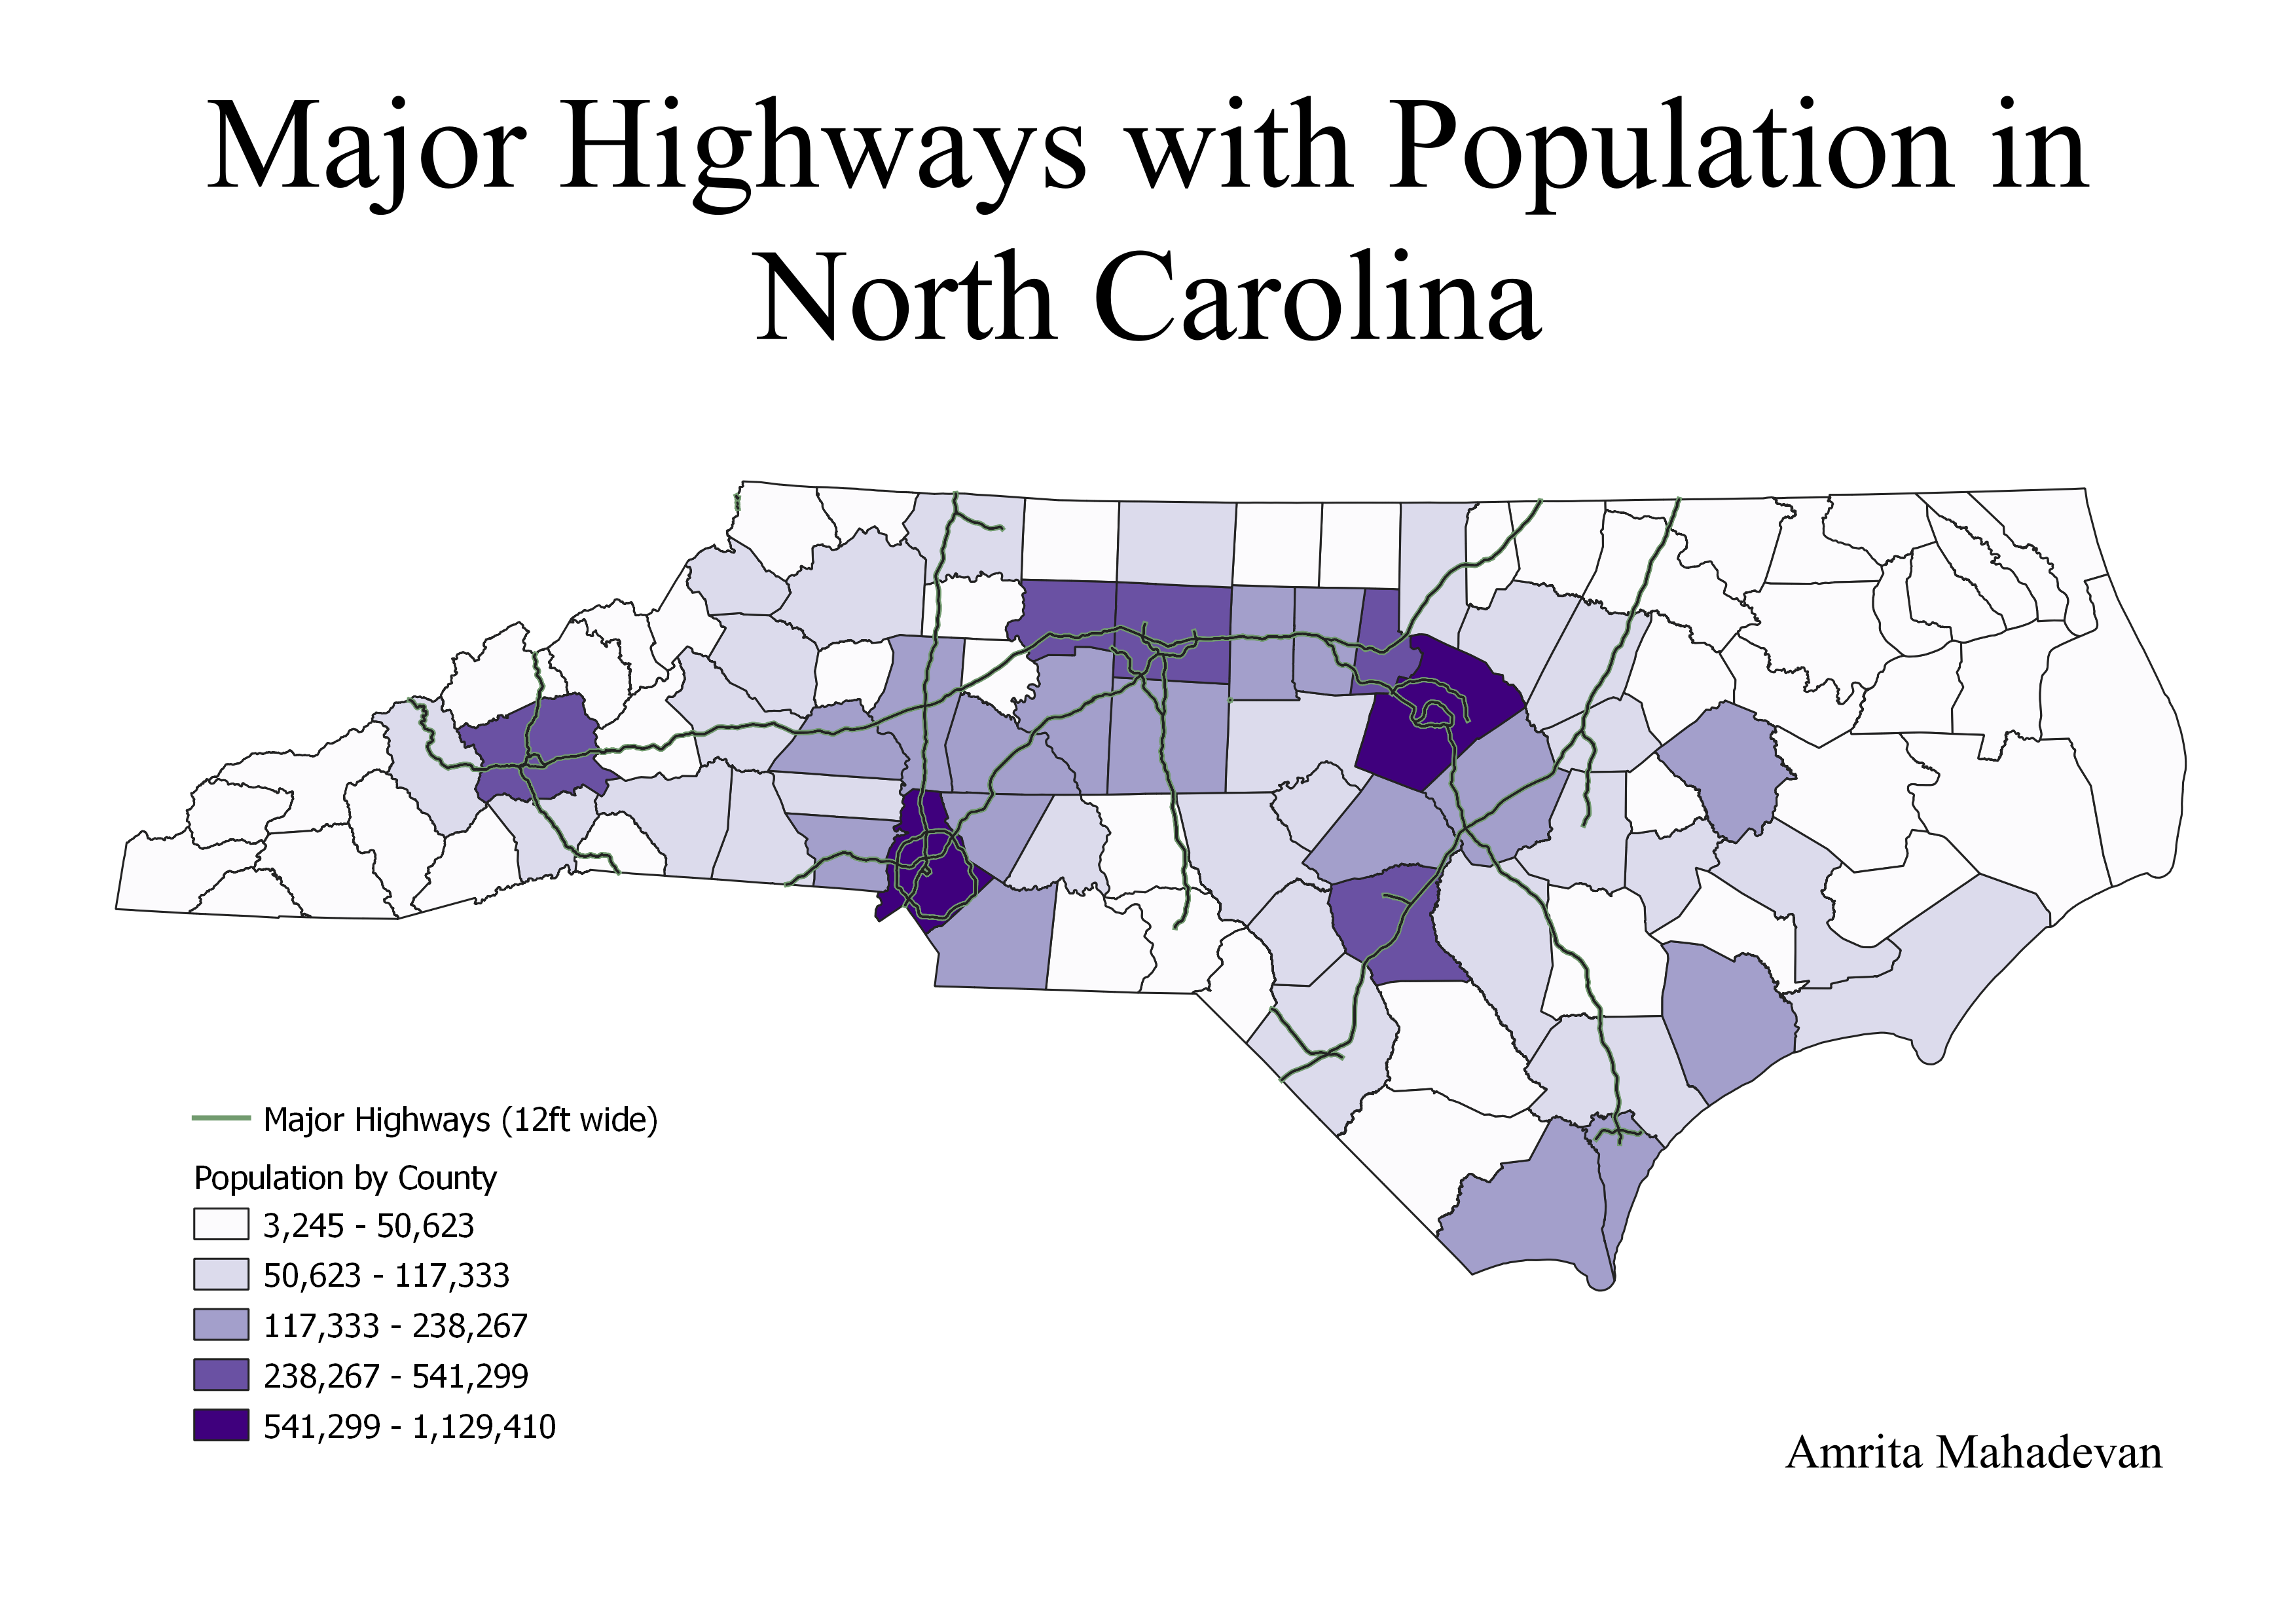 Major Highways with Population in
North Carolina
Major Highways (12ft wide)
Population by County
3,245 - 50,623
50,623 - 117,333
117,333 - 238,267
238,267 - 541,299
541,299 - 1,129,410
Amrita Mahadevan